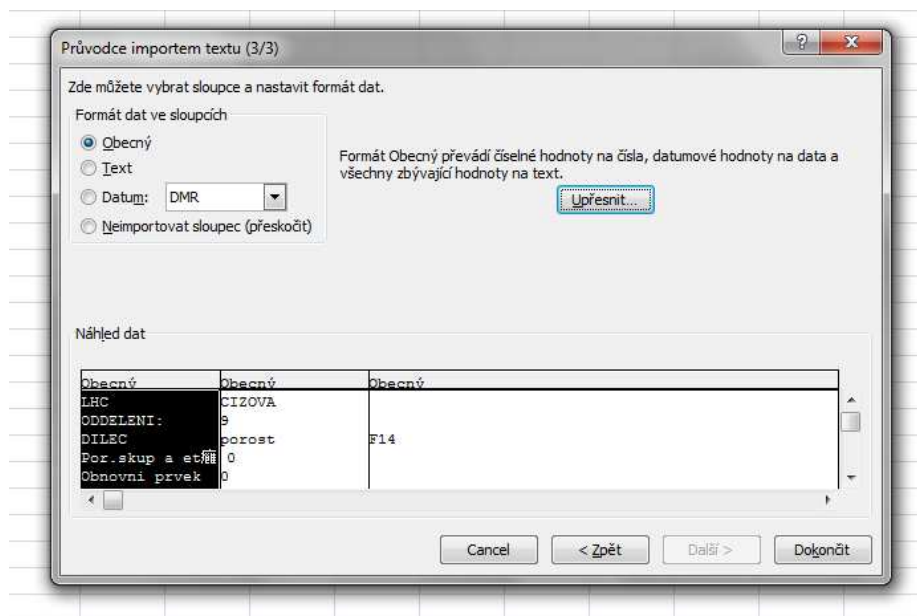 Průvodce importem textu (3/3)
Zde můžete vybrat sloupce a nastavit formát dat.
Formát dat ve sloupcích
Obecný
Text
Datum: DMR
Neimportovat sloupec (přeskočit)
Formát Obecný převádí číselné hodnoty na čísla, datumové hodnoty na data a
všechny zbývající hodnoty na text.
Upřesnit...
Náhled dat
Obecný Obecný Obecný
LHC CIZOVA
ODDELENI: 9
DILEC porost F14
Por.skup a 0
Obnovni prvek 0
Cancel < Zpět Další > Dokončit